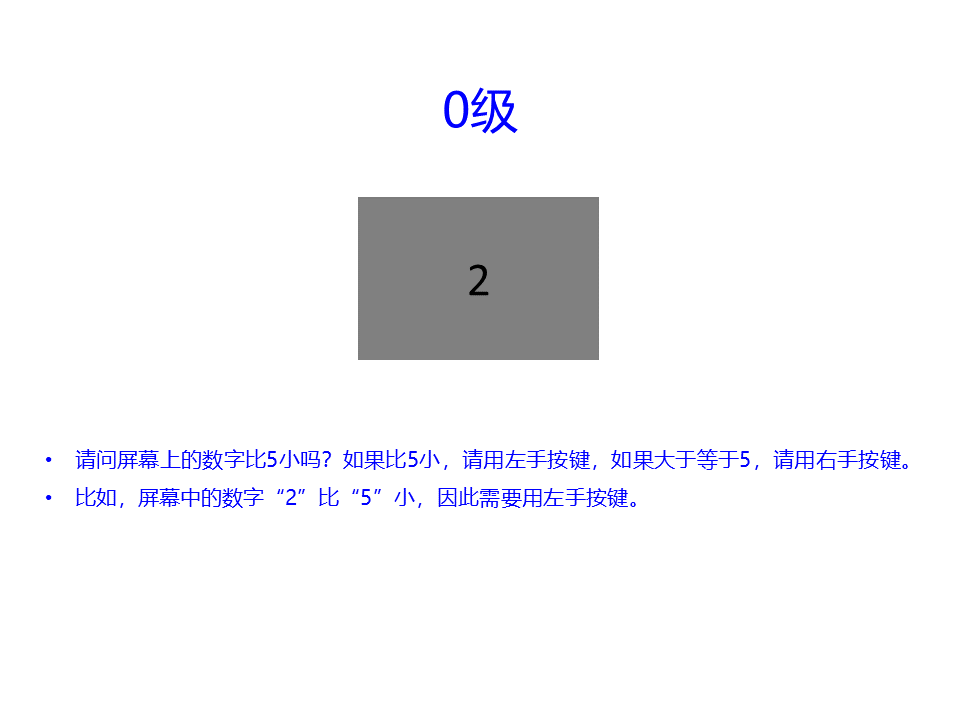 0级
2
• 请问屏幕上的数字比5小吗？如果比5小，请用左手按键，如果大于等于5，请用右手按键。
• 比如，屏幕中的数字“2”比“5”小，因此需要用左手按键。